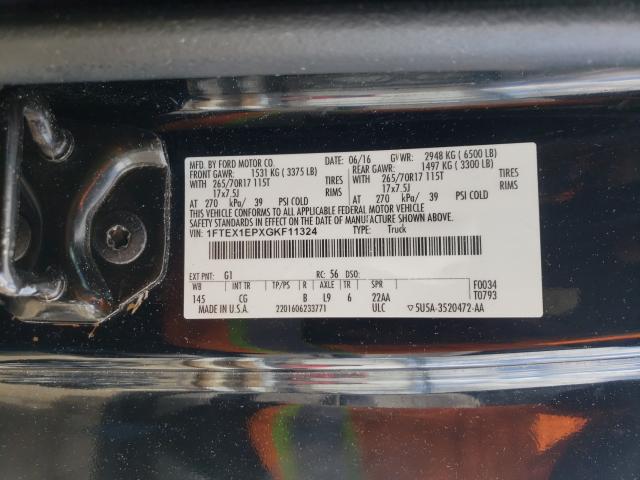 MFD. BY FORD MOTOR CO. 06/16 GVWR: 2948 KG ( 6500 LB)
FRONT GAWR: 1531 KG ( 3375 LB) REAR GAWR: 1497 KG ( 3300 LB)
WITH 265/70R17 115T TIRES WITH 265/70R17 115T TIRES
17x7.5J RIMS 17x7.5J RIMS
AT 270 kPa/ 39 PSI COLD AT 270 kPa/ 39 PSI COLD
THIS VEHICLE CONFORMS TO ALL APPLICABLE FEDERAL MOTOR VEHICLE
SAFETY STANDARDS IN EFFECT ON THE DATE OF MANUFACTURE SHOWN ABOVE.
VIN: 1FTEX1EPXGKF11324 TYPE: Truck
EXT PNT: G1 RC: 56 DSO:
WB TP/PS R AXLE TR SPR F0034
145 CG B L9 6 22AA T0793
MADE IN U.S.A. 2201606233771 ULC ▽5U5A-3520472-AA